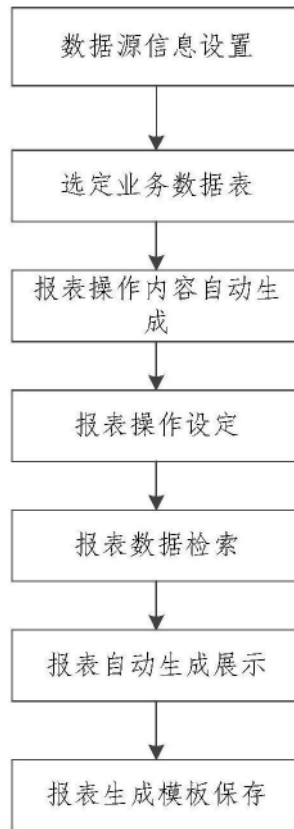 数据源信息设置
选定业务数据表
报表操作内容自动生
成
报表操作设定
报表数据检索
报表自动生成展示
报表生成模板保存